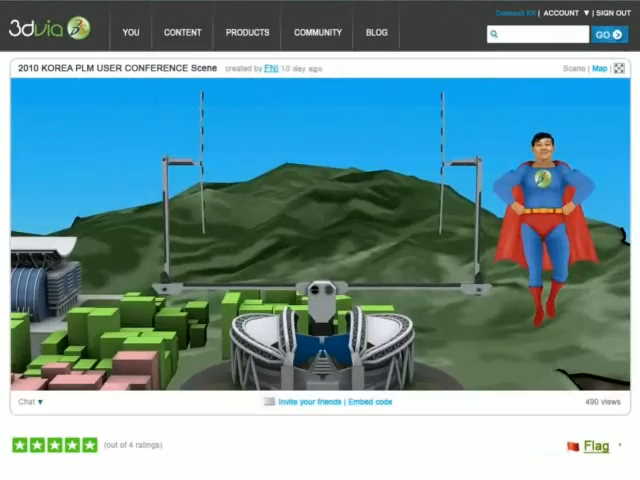 3dvia
YOU CONTENT PRODUCTS COMMUNITY BLOG
| ACCOUNT ▼ | SIGN OUT
GO
2010 KOREA PLM USER CONFERENCE Scene created by FNI 10 day ago
Scene | Map |
Chat ▼
Invite your friends | Embed code
490 views
(out of 4 ratings)
Flag